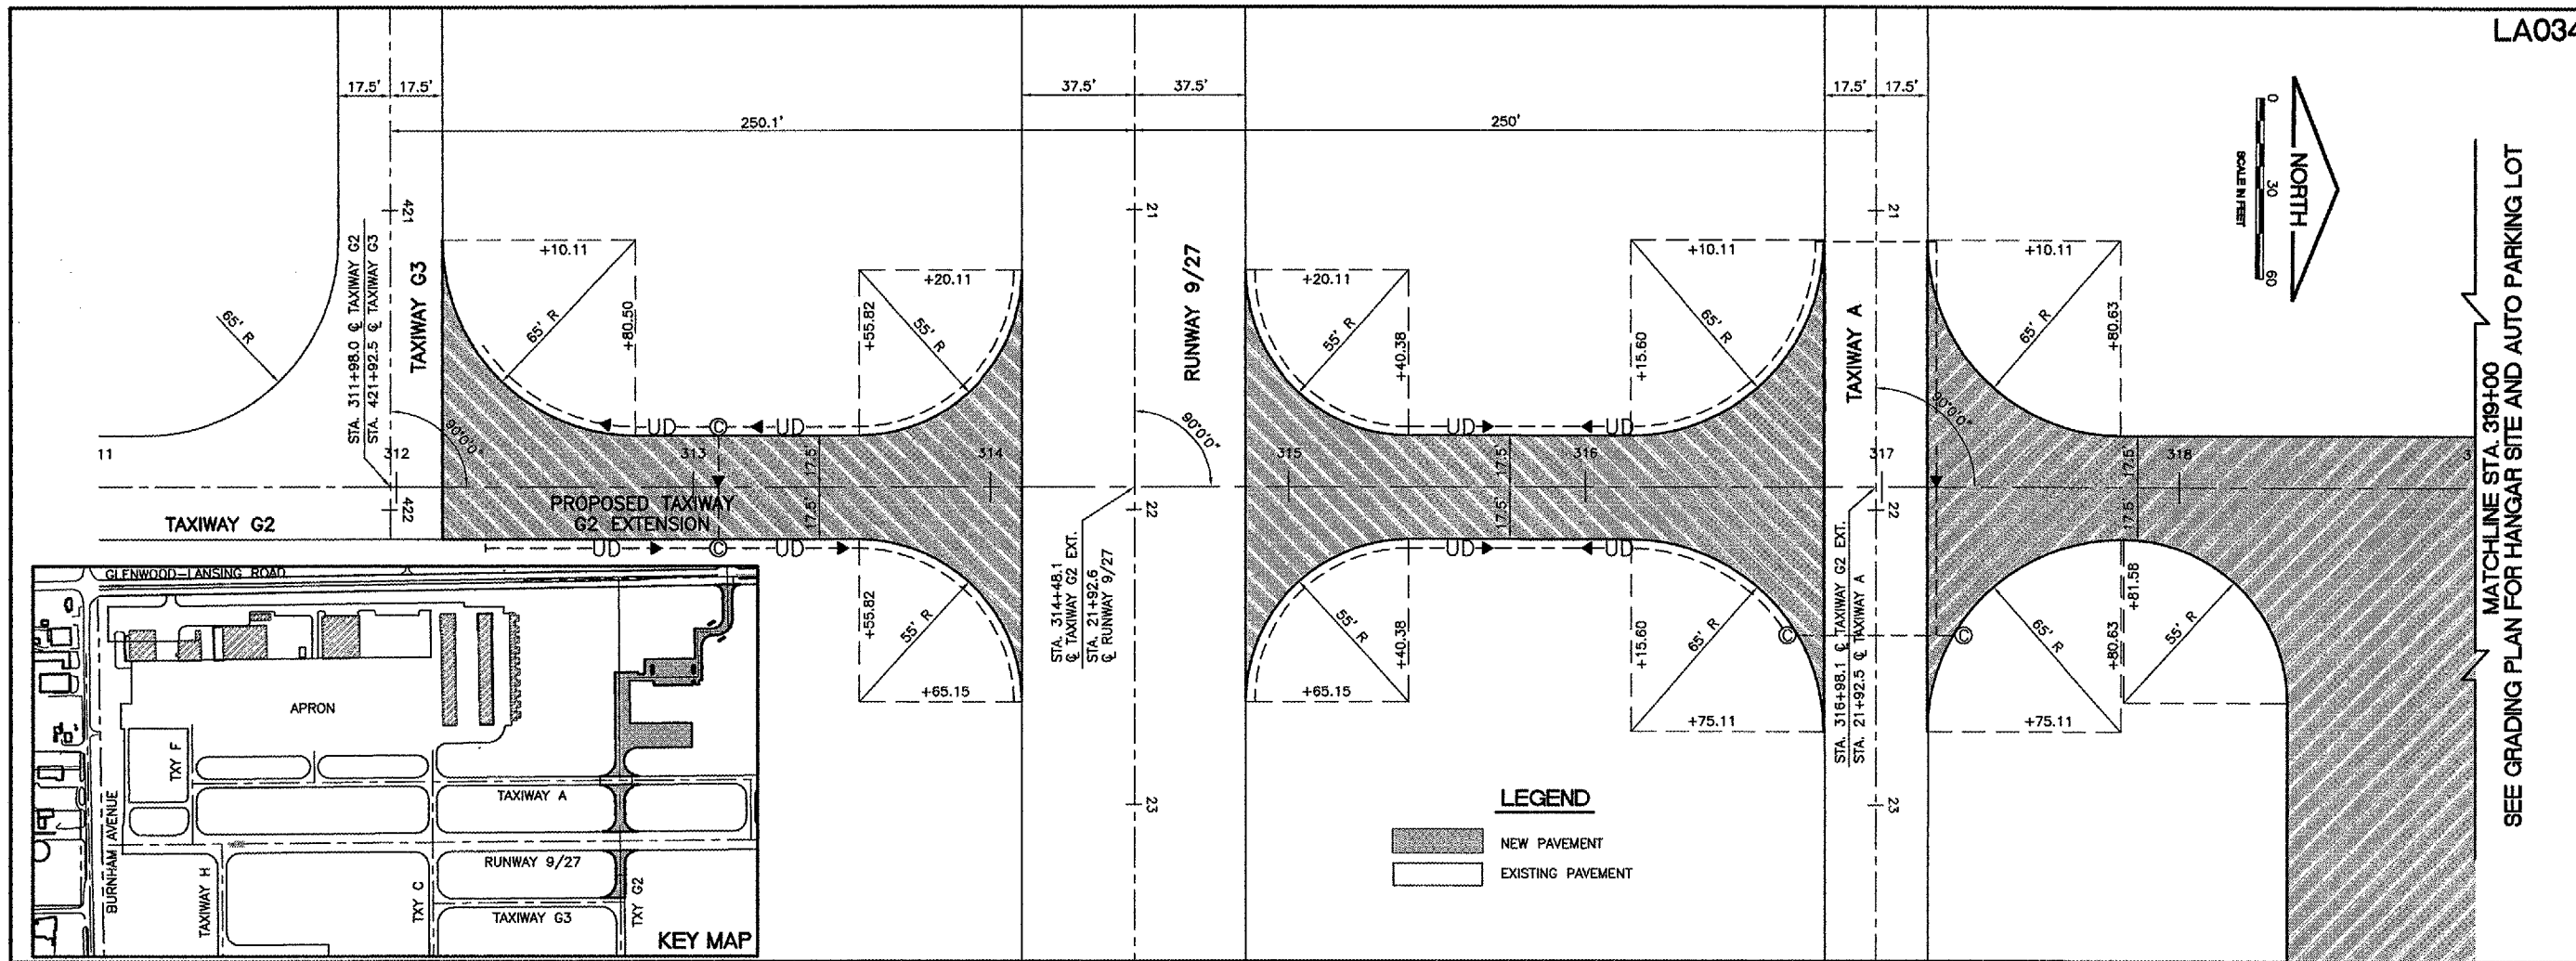 LA034
17.5'
17.5'
37.5'
37.5'
17.5'
17.5'
250.1'
250'
NORTH
0
30
60
SCALE IN FEET
421
21
21
STA. 311+98.0 ℄ TAXIWAY G2
STA. 421+92.5 ℄ TAXIWAY G3
TAXIWAY G3
RUNWAY 9/27
TAXIWAY A
65' R
+10.11
65' R
+80.50
+20.11
+55.82
55' R
+20.11
55' R
+40.38
+10.11
+15.60
65' R
+10.11
65' R
+80.63
90°0'0"
90°0'0"
90°0'0"
UD
C
UD
UD
UD
11
312
313
17.5'
314
315
17.5'
316
317
17.5'
318
3
PROPOSED TAXIWAY
G2 EXTENSION
17.5'
17.5'
17.5'
TAXIWAY G2
422
22
22
UD
C
UD
UD
UD
+55.82
55' R
+65.15
STA. 314+48.1
℄ TAXIWAY G2 EXT.
STA. 21+92.6
℄ RUNWAY 9/27
55' R
+40.38
+65.15
+15.60
65' R
+75.11
C
STA. 316+98.1 ℄ TAXIWAY G2 EXT.
STA. 21+92.5 ℄ TAXIWAY A
C
65' R
+80.63
+81.58
55' R
+75.11
23
23
MATCHLINE STA. 319+00
SEE GRADING PLAN FOR HANGAR SITE AND AUTO PARKING LOT
LEGEND
NEW PAVEMENT
EXISTING PAVEMENT
GLENWOOD-LANSING ROAD
APRON
TXY F
BURNHAM AVENUE
TAXIWAY A
RUNWAY 9/27
TAXIWAY H
TXY C
TAXIWAY G3
TXY G2
KEY MAP